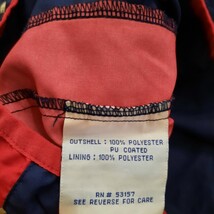 OUTSHELL : 100% POLYESTER
PU COATED
LINING : 100% POLYESTER
RN # 53157
SEE REVERSE FOR CARE